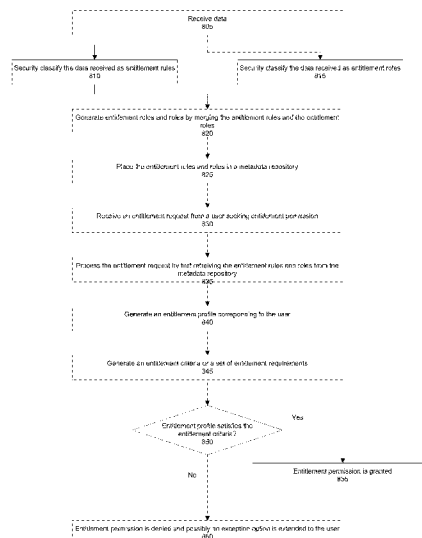 Receive data
805
Security classify the data received as entitlement rules
810
Security classify the data received as entitlement roles
815
Generate entitlement roles and rules by merging the entitlement rules and the entitlement
roles
820
Place the entitlement rules and roles in a metadata repository
825
Receive an entitlement request from a user seeking entitlement permission
830
Process the entitlement request by first retrieving the entitlement rules and roles from the
metadata repository
835
Generate an entitlement profile corresponding to the user
840
Generate an entitlement criteria or a set of entitlement requirements
845
Entitlement profile satisfies the
entitlement criteria?
850
Yes
Entitlement permission is granted
855
No
Entitlement permission is denied and possibly an exception action is extended to the user
860